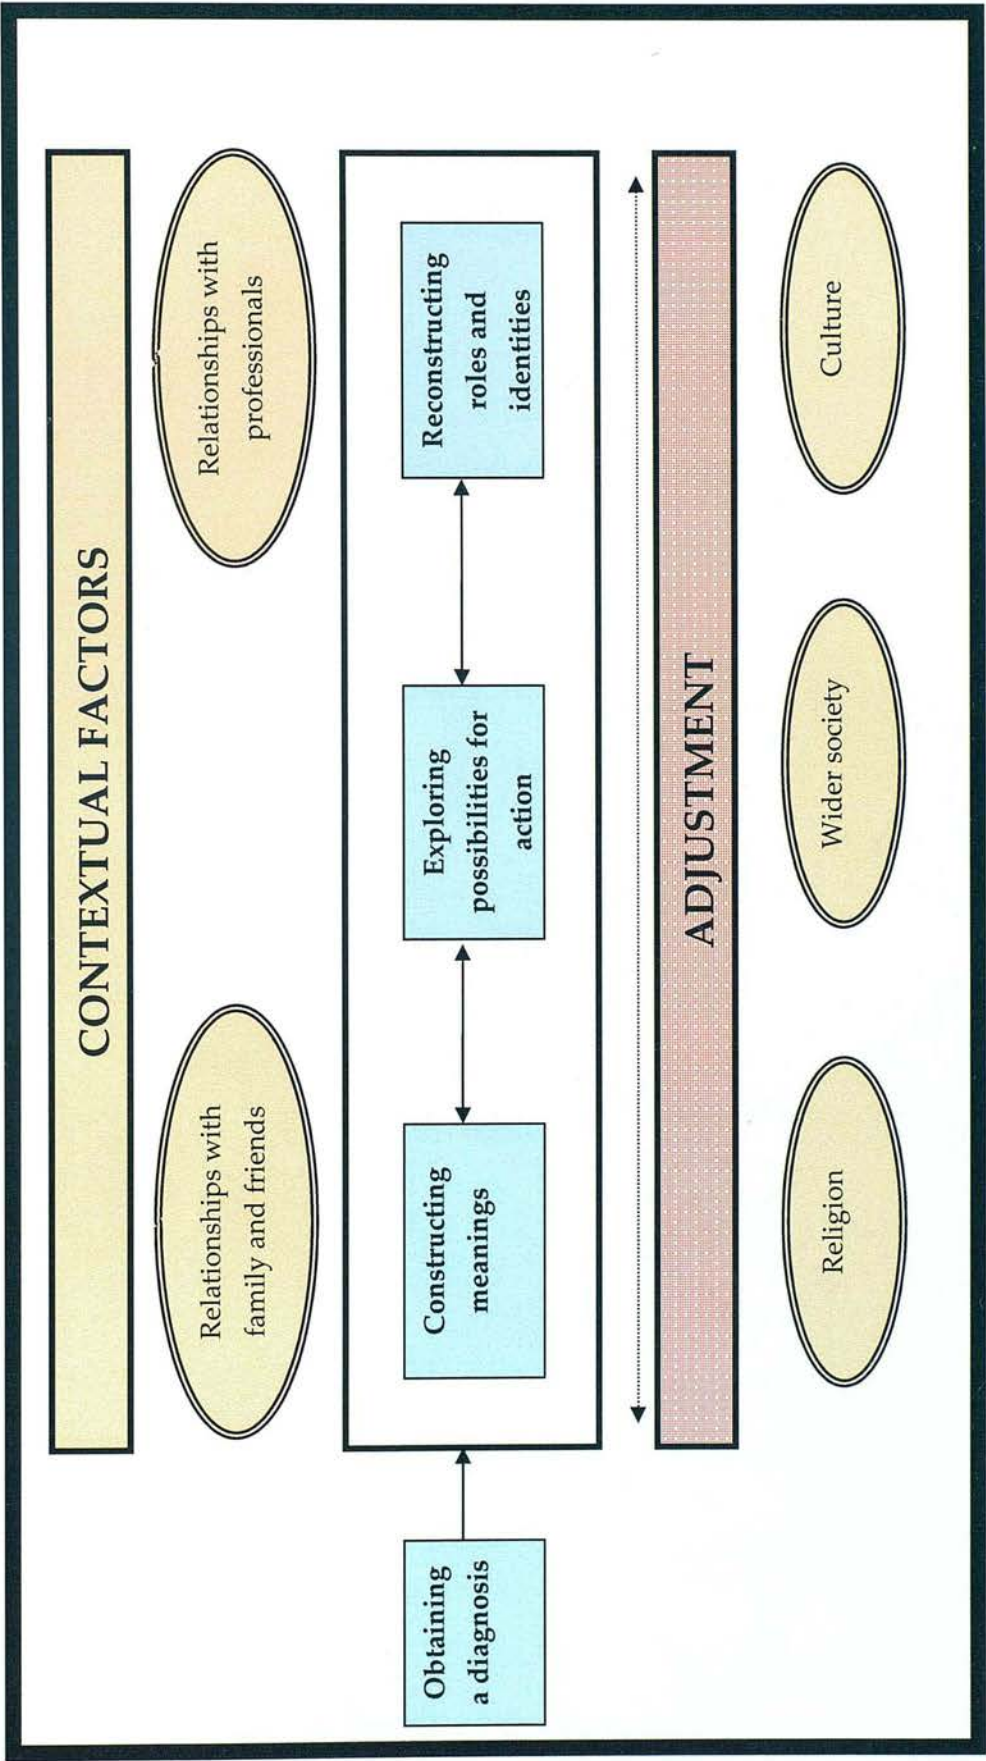 CONTEXTUAL FACTORS
Relationships with
family and friends
Relationships with
professionals
Obtaining
a diagnosis
Constructing
meanings
Exploring
possibilities for
action
Reconstructing
roles and
identities
ADJUSTMENT
Religion
Wider society
Culture